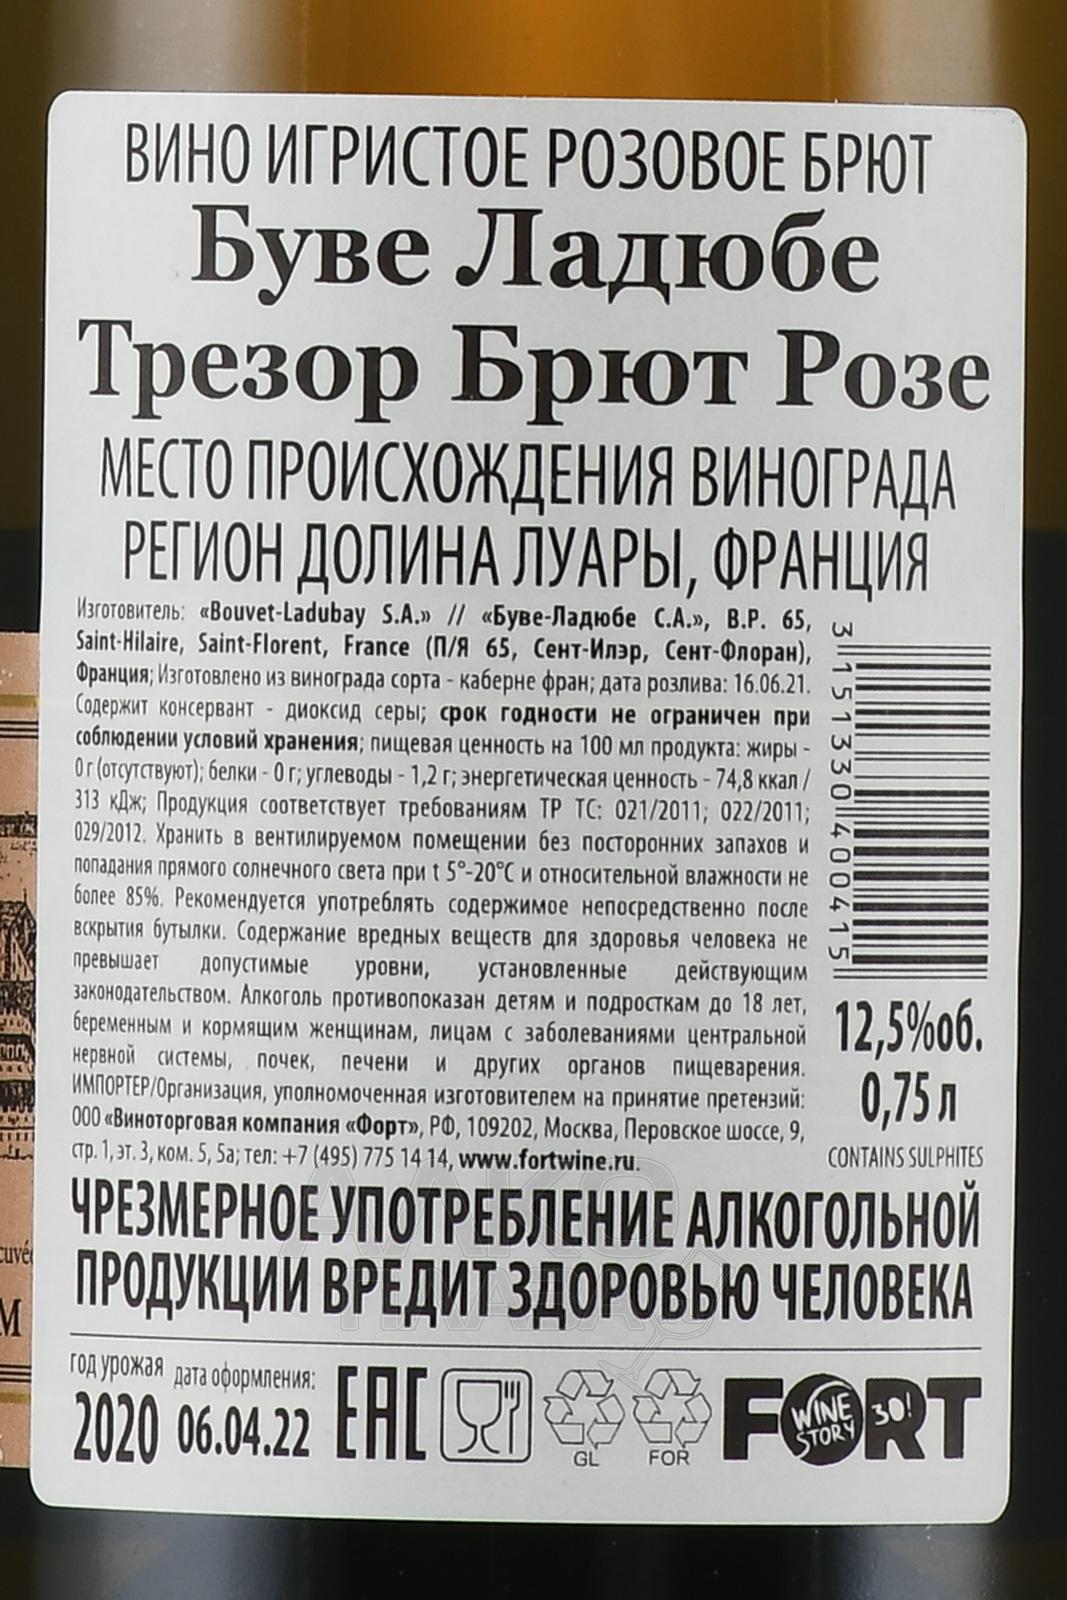 ВИНО ИГРИСТОЕ РОЗОВОЕ БРЮТ
Буве Ладюбе
Трезор Брют Розе
МЕСТО ПРОИСХОЖДЕНИЯ ВИНОГРАДА
РЕГИОН ДОЛИНА ЛУАРЫ, ФРАНЦИЯ
Изготовитель: «Bouvet-Ladubay S.A.» // «Буве-Ладюбе С.А.», B.P. 65,
Saint-Hilaire, Saint-Florent, France (П/Я 65, Сент-Илэр, Сент-Флоран),
Франция; Изготовлено из винограда сорта - каберне фран; дата розлива: 16.06.21.
Содержит консервант - диоксид серы; срок годности не ограничен при
соблюдении условий хранения; пищевая ценность на 100 мл продукта: жиры -
0 г (отсутствуют); белки - 0 г; углеводы - 1,2 г; энергетическая ценность - 74,8 ккал /
313 кДж; Продукция соответствует требованиям ТР ТС: 021/2011; 022/2011;
029/2012. Хранить в вентилируемом помещении без посторонних запахов и
попадания прямого солнечного света при t 5°-20°C и относительной влажности не
более 85%. Рекомендуется употреблять содержимое непосредственно после
вскрытия бутылки. Содержание вредных веществ для здоровья человека не
превышает допустимые уровни, установленные действующим
законодательством. Алкоголь противопоказан детям и подросткам до 18 лет,
беременным и кормящим женщинам, лицам с заболеваниями центральной
нервной системы, почек, печени и других органов пищеварения.
ИМПОРТЕР/Организация, уполномоченная изготовителем на принятие претензий:
ООО «Виноторговая компания «Форт», РФ, 109202, Москва, Перовское шоссе, 9,
стр. 1, эт. 3, ком. 5, 5а; тел: +7 (495) 775 14 14, www.fortwine.ru.
3 151330 400415
12,5%об.
0,75 л
CONTAINS SULPHITES
ЧРЕЗМЕРНОЕ УПОТРЕБЛЕНИЕ АЛКОГОЛЬНОЙ
ПРОДУКЦИИ ВРЕДИТ ЗДОРОВЬЮ ЧЕЛОВЕКА
год урожая дата оформления:
2020 06.04.22
EAC
GL
FOR
FORT
WINE STORY 30!
cuvé
M